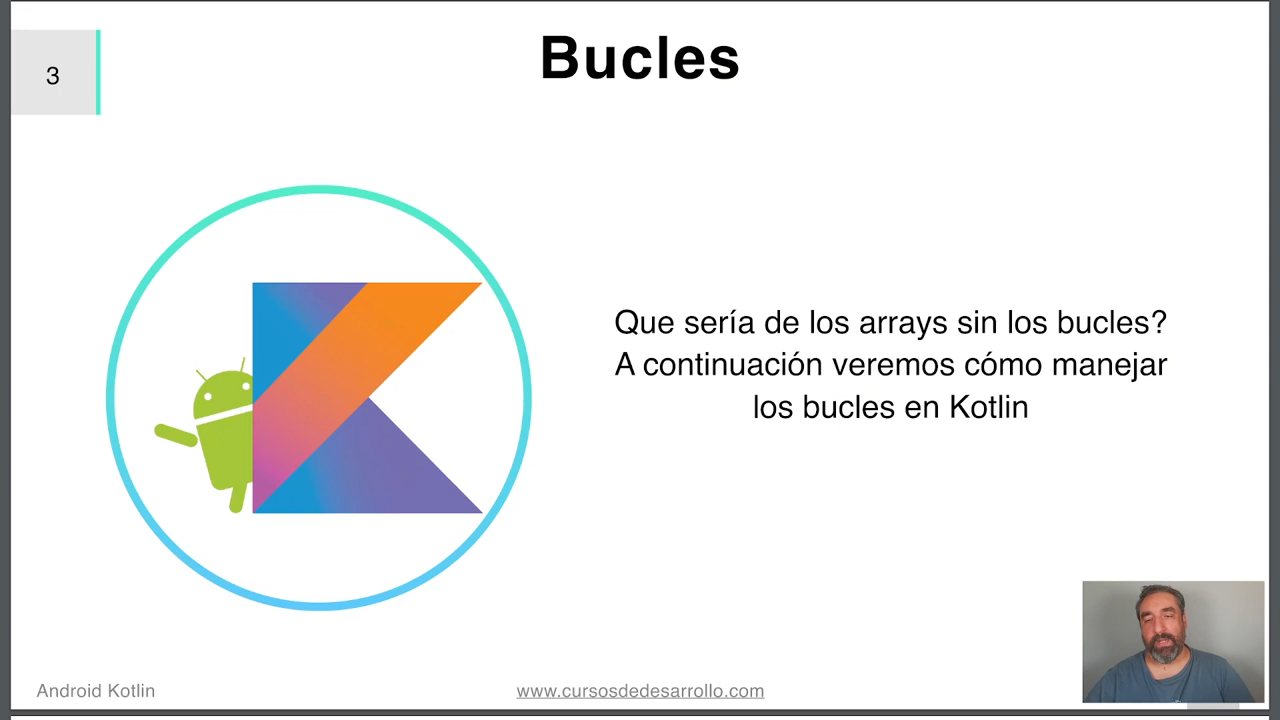 3
Bucles
Que sería de los arrays sin los bucles?
A continuación veremos cómo manejar
los bucles en Kotlin
Android Kotlin
www.cursosdedesarrollo.com